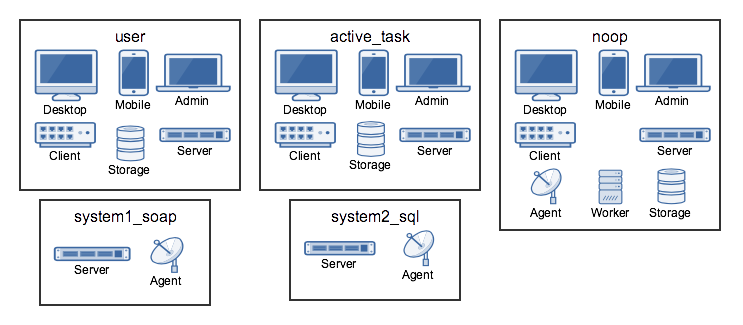 user
Desktop
Mobile
Admin
Client
Storage
Server
active_task
Desktop
Mobile
Admin
Client
Storage
Server
noop
Desktop
Mobile
Admin
Client
Server
Agent
Worker
Storage
system1_soap
Server
Agent
system2_sql
Server
Agent